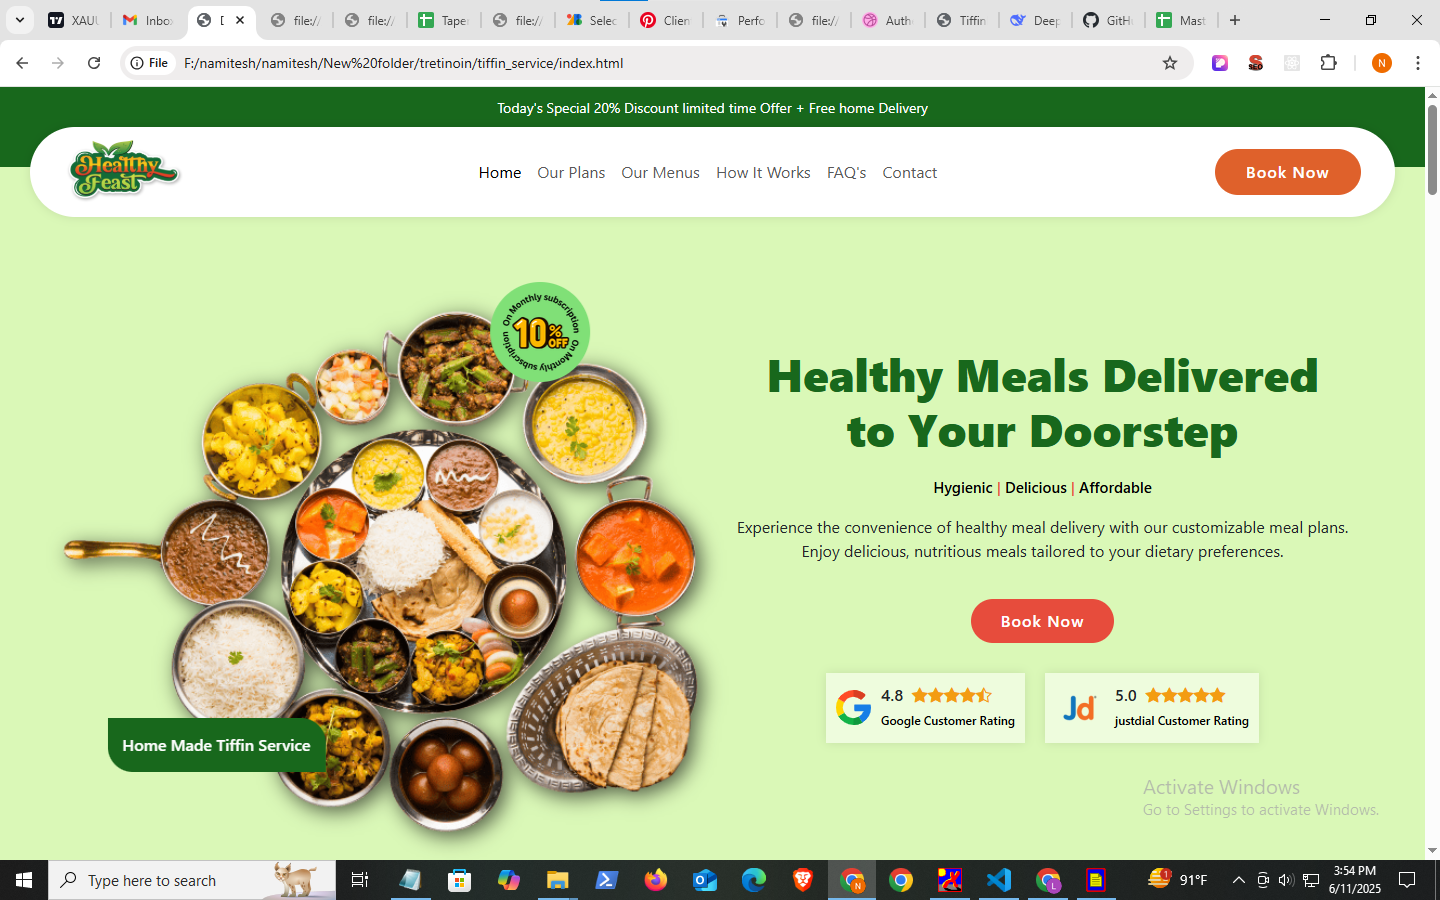 XAUU
Inbox
file:/
file:/
Taper
file:/
Selec
Clien
Perfo
file:/
Auth
Tiffin
Deep
GitH
Mast
File
F:/namitesh/namitesh/New%20folder/tretinoin/tiffin_service/index.html
SEO
N
Today's Special 20% Discount limited time Offer + Free home Delivery
Healthy
Feast
Home
Our Plans
Our Menus
How It Works
FAQ's
Contact
Book Now
On Monthly subscription
10% OFF
On Monthly subscription
Healthy Meals Delivered
to Your Doorstep
Hygienic | Delicious | Affordable
Experience the convenience of healthy meal delivery with our customizable meal plans.
Enjoy delicious, nutritious meals tailored to your dietary preferences.
Book Now
4.8
Google Customer Rating
Jd
5.0
justdial Customer Rating
Home Made Tiffin Service
Activate Windows
Go to Settings to activate Windows.
Type here to search
N
L
1
91°F
3:54 PM
6/11/2025